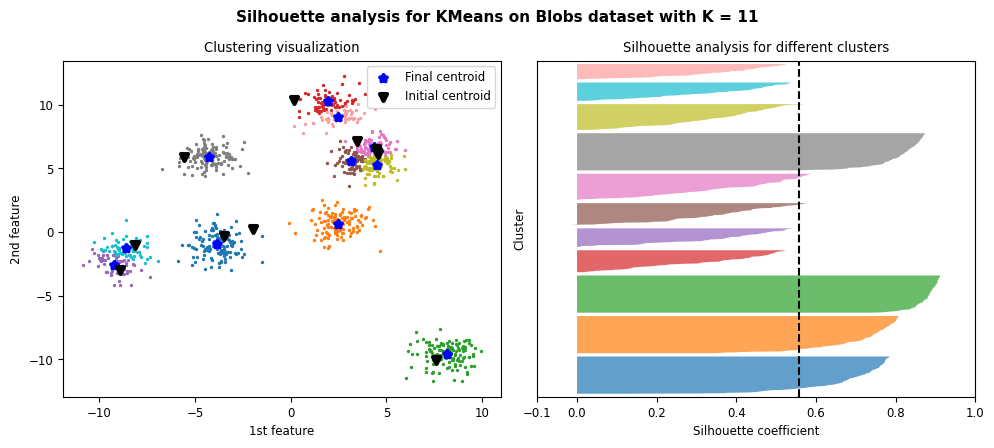 Silhouette analysis for KMeans on Blobs dataset with K = 11
Clustering visualization
Final centroid
Initial centroid
10
5
0
−5
−10
2nd feature
−10
−5
0
5
10
1st feature
Silhouette analysis for different clusters
Cluster
−0.1
0.0
0.2
0.4
0.6
0.8
1.0
Silhouette coefficient